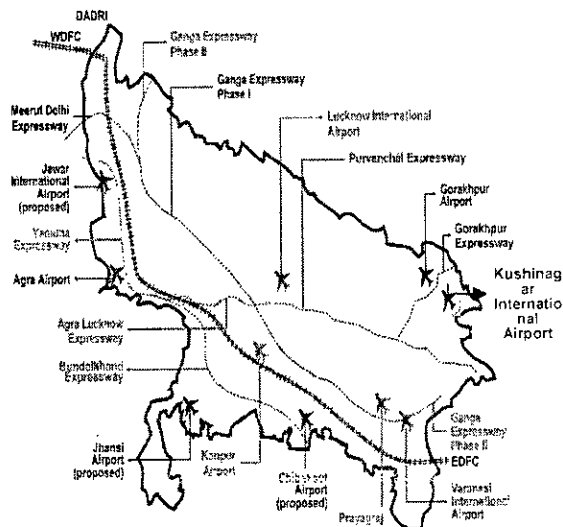 DADRI
WDFC
Ganga Expressway
Phase II
Ganga Expressway
Phase I
Meerut Delhi
Expressway
Lucknow International
Airport
Purvanchal Expressway
Jewar
International
Airport
(proposed)
Gorakhpur
Airport
Gorakhpur
Expressway
Yamuna
Expressway
Agra Airport
Kushinag
ar
Internatio
nal
Airport
Agra Lucknow
Expressway
Bundelkhand
Expressway
Jhansi
Airport
(proposed)
Kanpur
Airport
Chitrakoot
Airport
(proposed)
Ganga
Expressway
Phase II
EDFC
Varanasi
International
Airport
Prayagraj